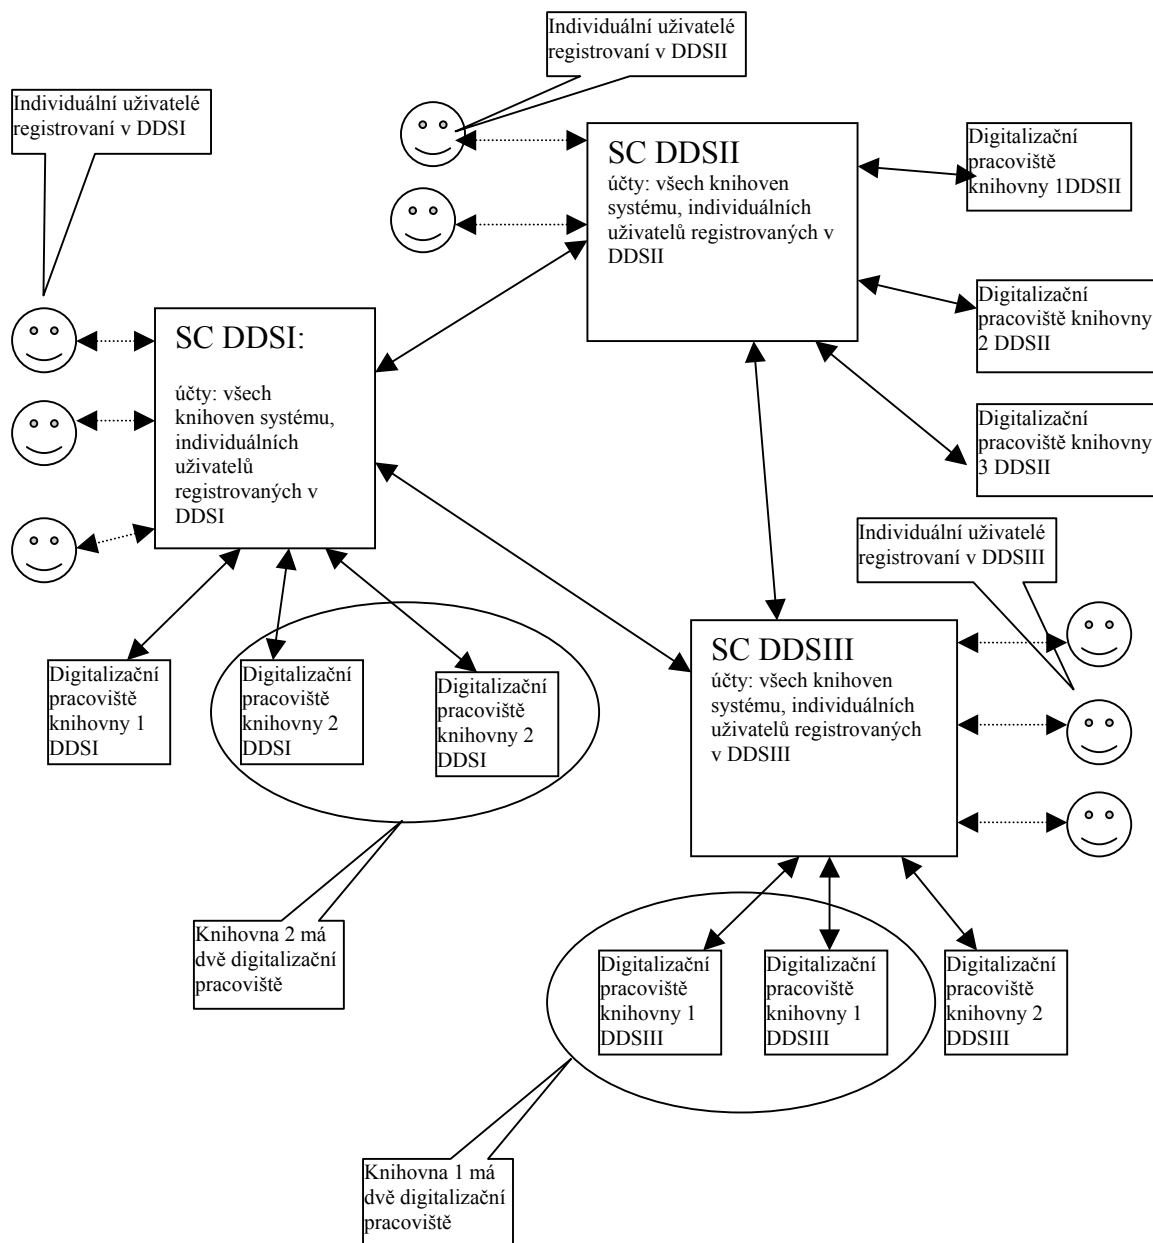 Individuální uživatelé
registrovaní v DDSII
Individuální uživatelé
registrovaní v DDSI
SC DDSII
účty: všech knihoven
systému, individuálních
uživatelů registrovaných v
DDSII
Digitalizační
pracoviště
knihovny 1DDSII
Digitalizační
pracoviště knihovny
2 DDSII
Digitalizační
pracoviště knihovny
3 DDSII
SC DDSI:
účty: všech
knihoven systému,
individuálních
uživatelů
registrovaných v
DDSI
Individuální uživatelé
registrovaní v DDSIII
SC DDSIII
účty: všech knihoven
systému, individuálních
uživatelů registrovaných
v DDSIII
Digitalizační
pracoviště
knihovny 1
DDSI
Digitalizační
pracoviště
knihovny 2
DDSI
Digitalizační
pracoviště
knihovny 2
DDSI
Knihovna 2 má
dvě digitalizační
pracoviště
Digitalizační
pracoviště
knihovny 1
DDSIII
Digitalizační
pracoviště
knihovny 1
DDSIII
Digitalizační
pracoviště
knihovny 2
DDSIII
Knihovna 1 má
dvě digitalizační
pracoviště